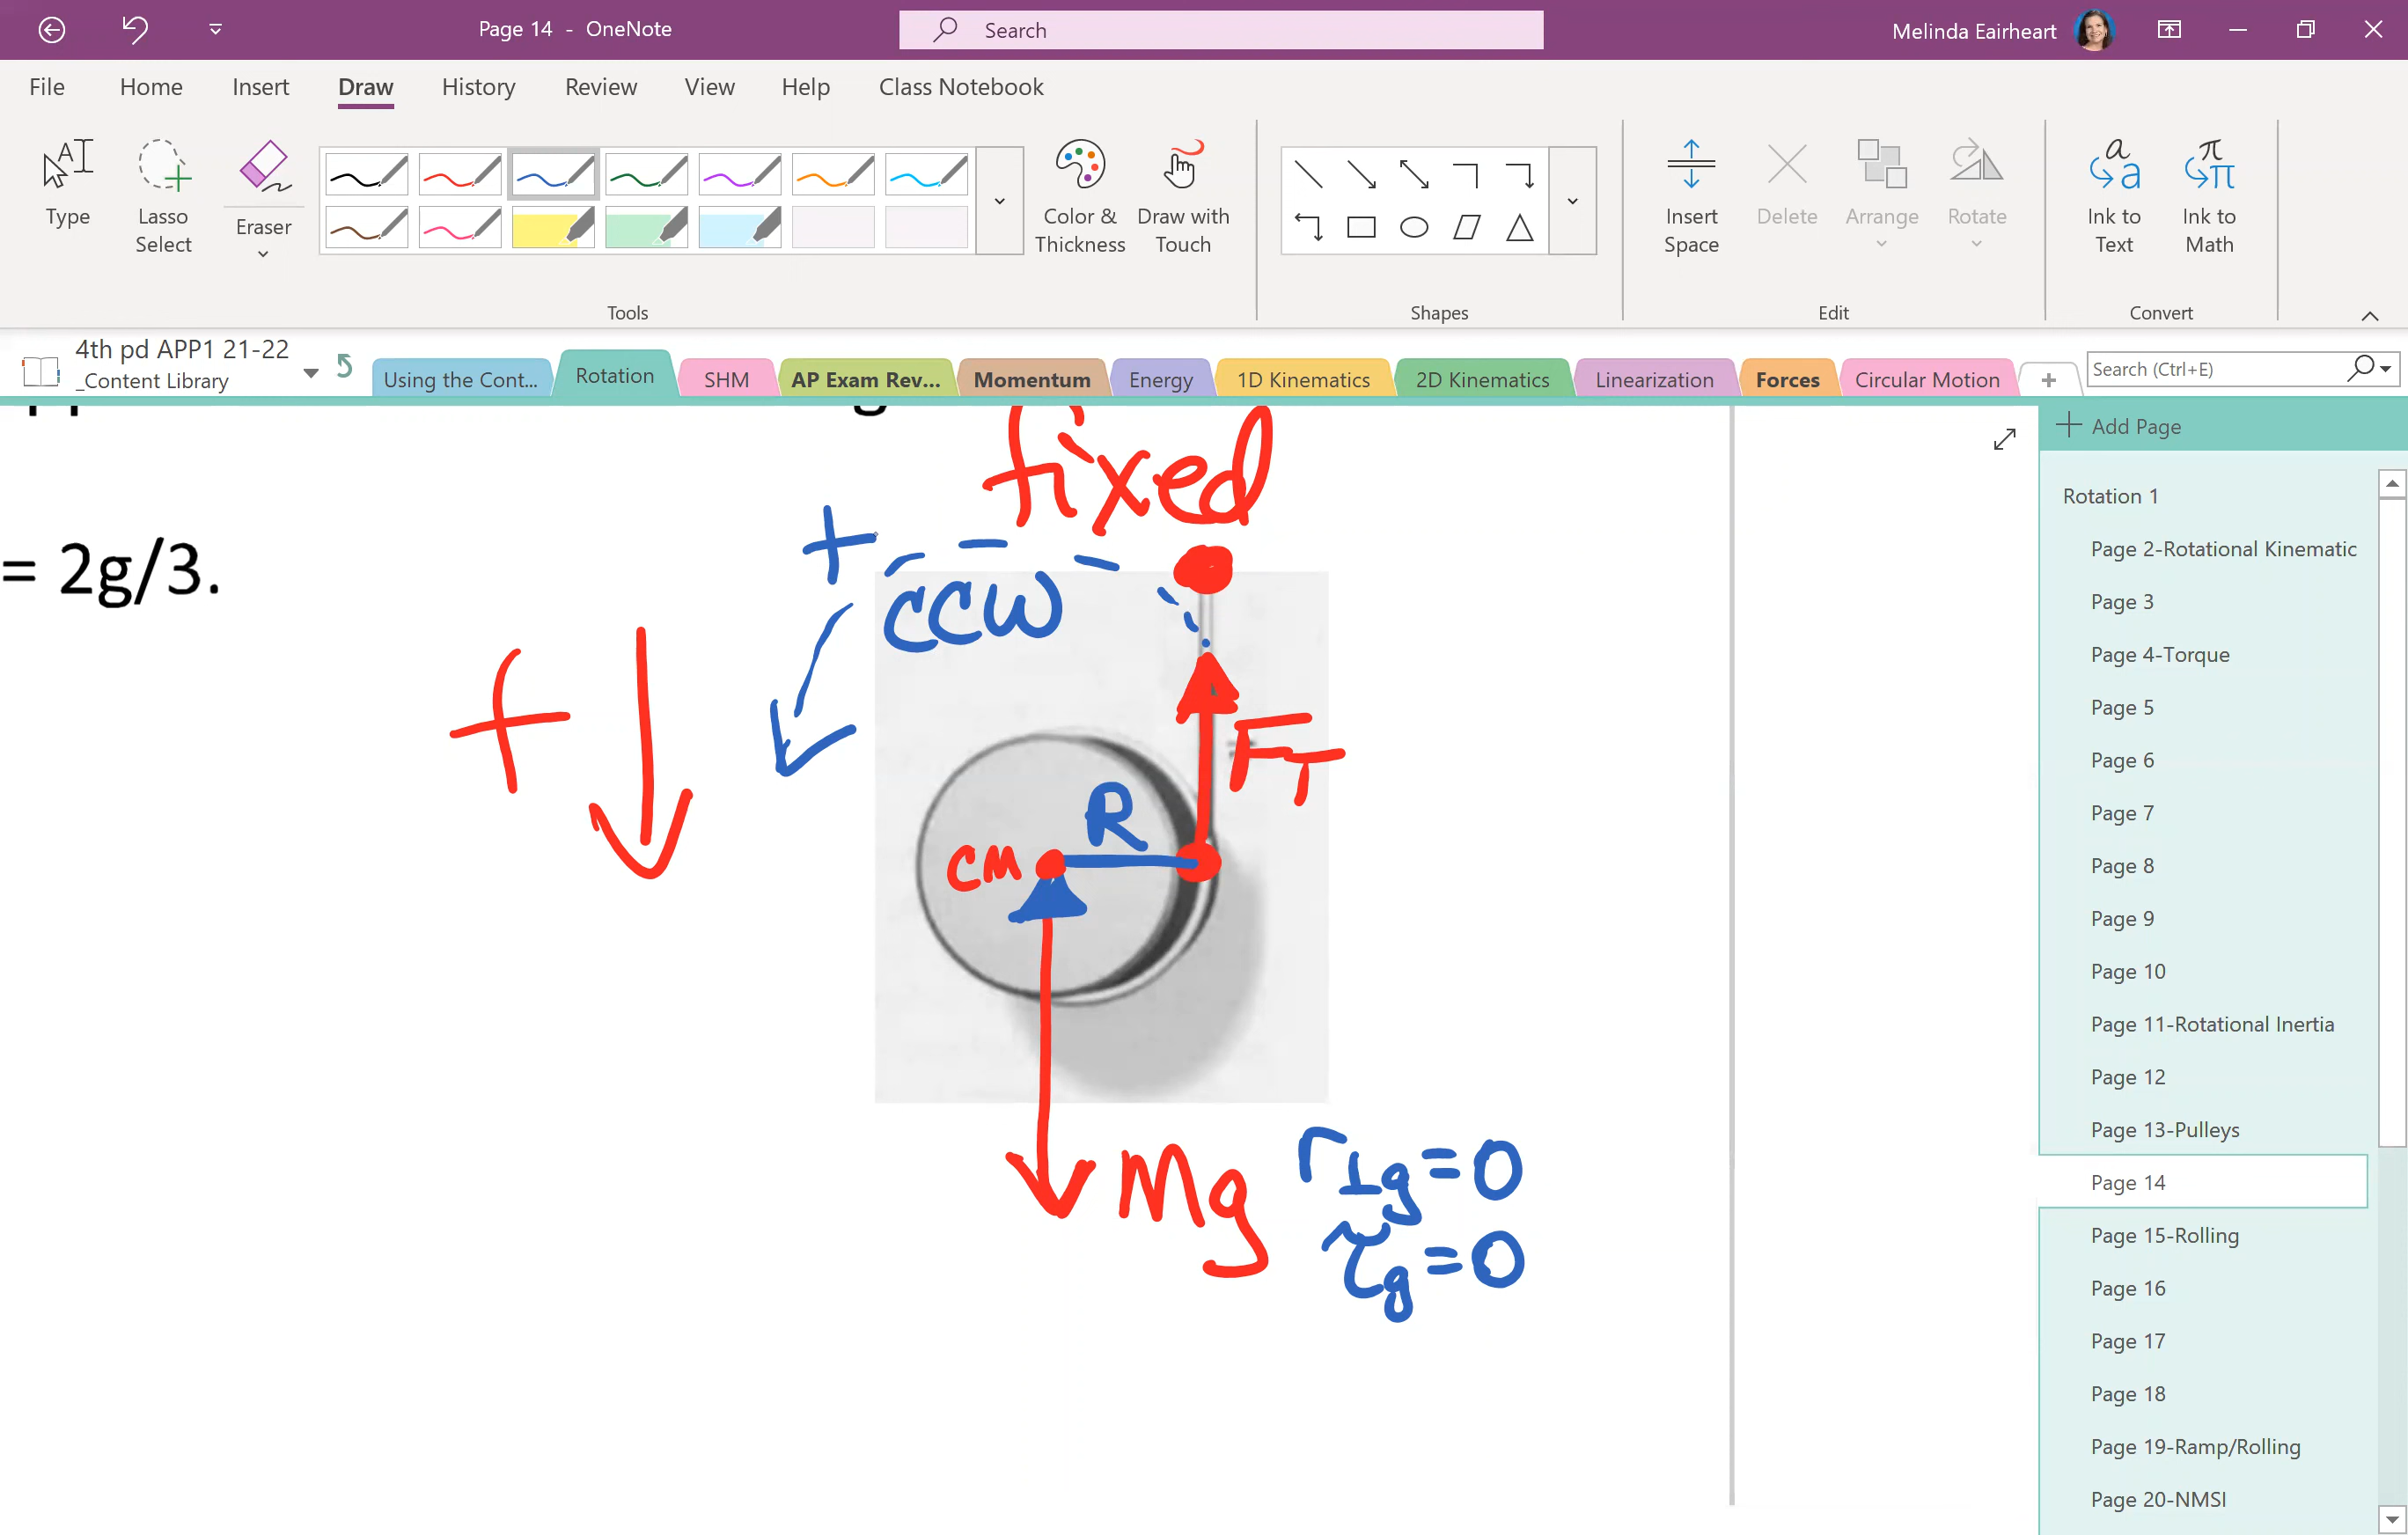 Page 14 - OneNote
Search
Melinda Eairheart
File Home Insert Draw History Review View Help Class Notebook
Type
Lasso Select
Eraser
Color & Thickness
Draw with Touch
Insert Space
Delete
Arrange
Rotate
Ink to Text
Ink to Math
Tools
Shapes
Edit
Convert
4th pd APP1 21-22
_Content Library
Using the Cont...
Rotation
SHM
AP Exam Rev...
Momentum
Energy
1D Kinematics
2D Kinematics
Linearization
Forces
Circular Motion
+
Search (Ctrl+E)
fixed
= 2g/3.
+
CCW
+
FT
R
CM
Mg
r⊥g=0
τg=0
Add Page
Rotation 1
Page 2-Rotational Kinematic
Page 3
Page 4-Torque
Page 5
Page 6
Page 7
Page 8
Page 9
Page 10
Page 11-Rotational Inertia
Page 12
Page 13-Pulleys
Page 14
Page 15-Rolling
Page 16
Page 17
Page 18
Page 19-Ramp/Rolling
Page 20-NMSI